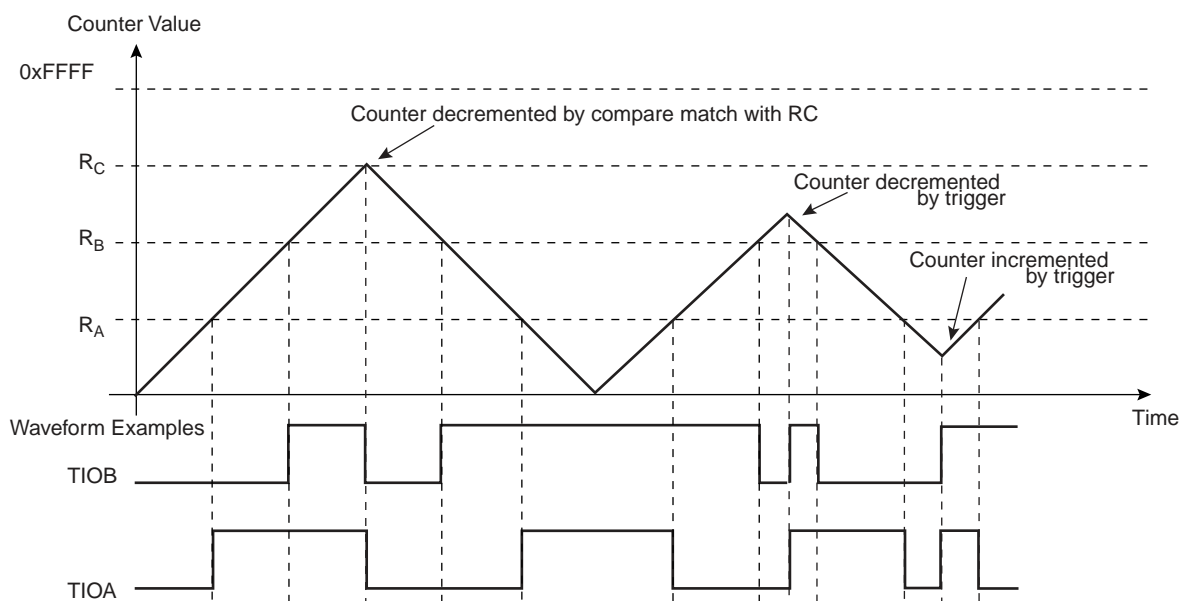 Counter Value
0xFFFF
Counter decremented by compare match with RC
RC
Counter decremented
by trigger
RB
Counter incremented
by trigger
RA
Time
Waveform Examples
TIOB
TIOA